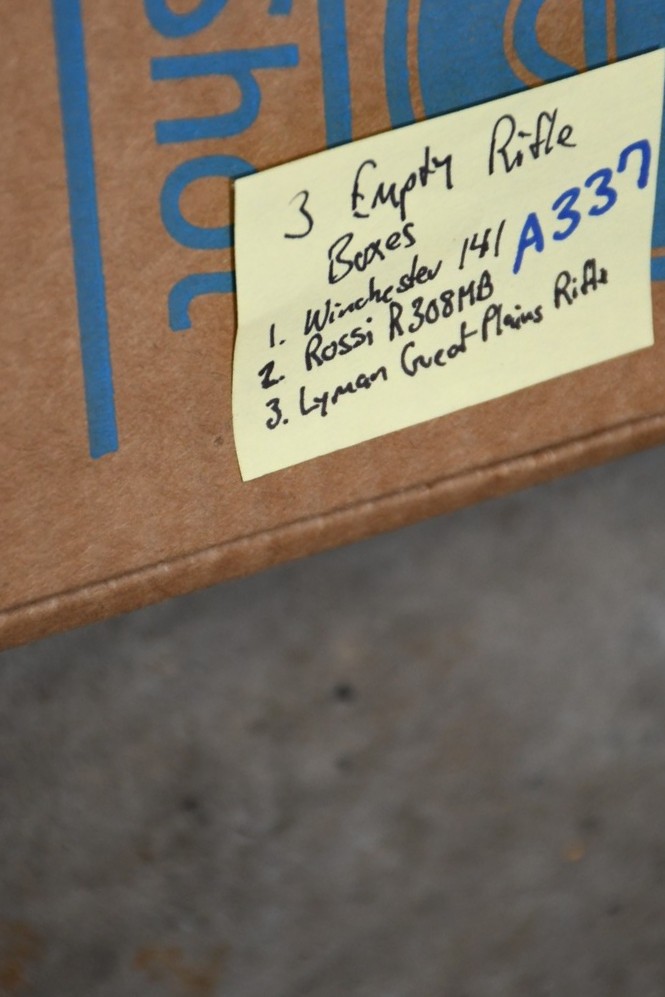 3 Empty Rifle
Boxes
A337
1. Winchester 141
2. Rossi R308MB
3. Lyman Great Plains Rifle